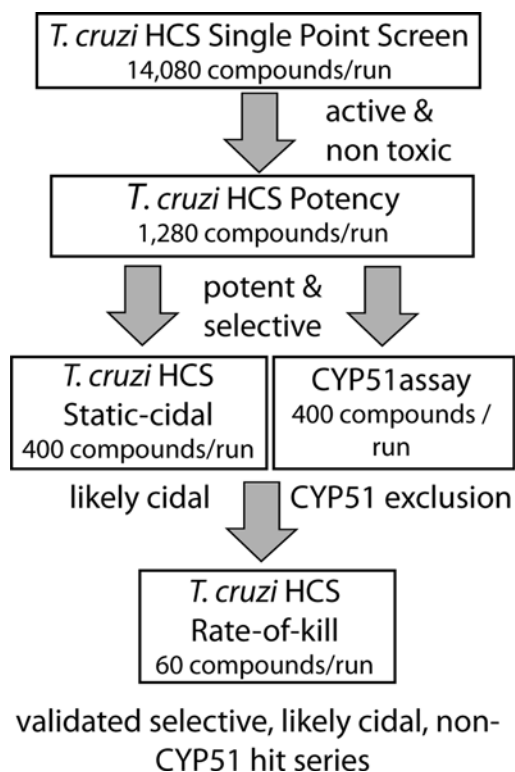 T. cruzi HCS Single Point Screen
14,080 compounds/run
active &
non toxic
T. cruzi HCS Potency
1,280 compounds/run
potent &
selective
T. cruzi HCS
Static-cidal
400 compounds/run
CYP51assay
400 compounds /
run
likely cidal
CYP51 exclusion
T. cruzi HCS
Rate-of-kill
60 compounds/run
validated selective, likely cidal, non-
CYP51 hit series